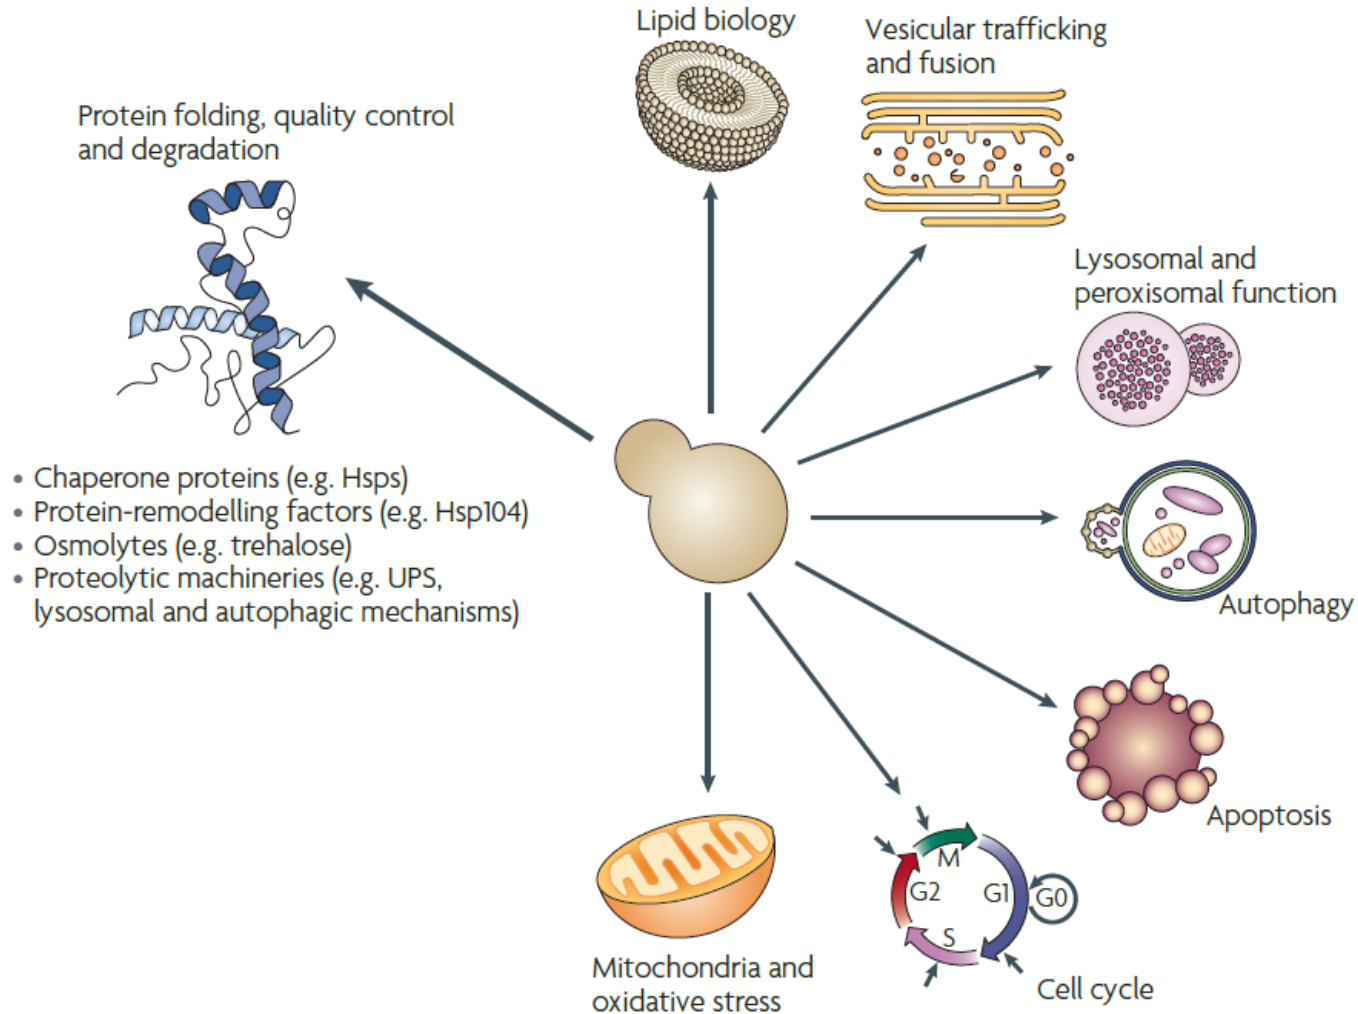 Lipid biology
Vesicular trafficking
and fusion
Protein folding, quality control
and degradation
Lysosomal and
peroxisomal function
• Chaperone proteins (e.g. Hsps)
• Protein-remodelling factors (e.g. Hsp104)
• Osmolytes (e.g. trehalose)
• Proteolytic machineries (e.g. UPS,
lysosomal and autophagic mechanisms)
Autophagy
Apoptosis
M
G2
G1
G0
S
Mitochondria and
oxidative stress
Cell cycle